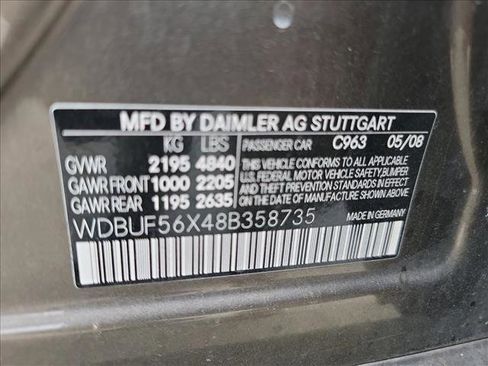 MFD BY DAIMLER AG STUTTGART
KG LBS PASSENGER CAR C963 05/08
GVWR 2195 4840 THIS VEHICLE CONFORMS TO ALL APPLICABLE
GAWR FRONT 1000 2205 U.S. FEDERAL MOTOR VEHICLE SAFETY, BUMPER
GAWR REAR 1195 2635 AND THEFT PREVENTION STANDARDS IN EFFECT
ON THE DATE OF MANUFACTURE SHOWN ABOVE.
WDBUF56X48B358735
MADE IN GERMANY